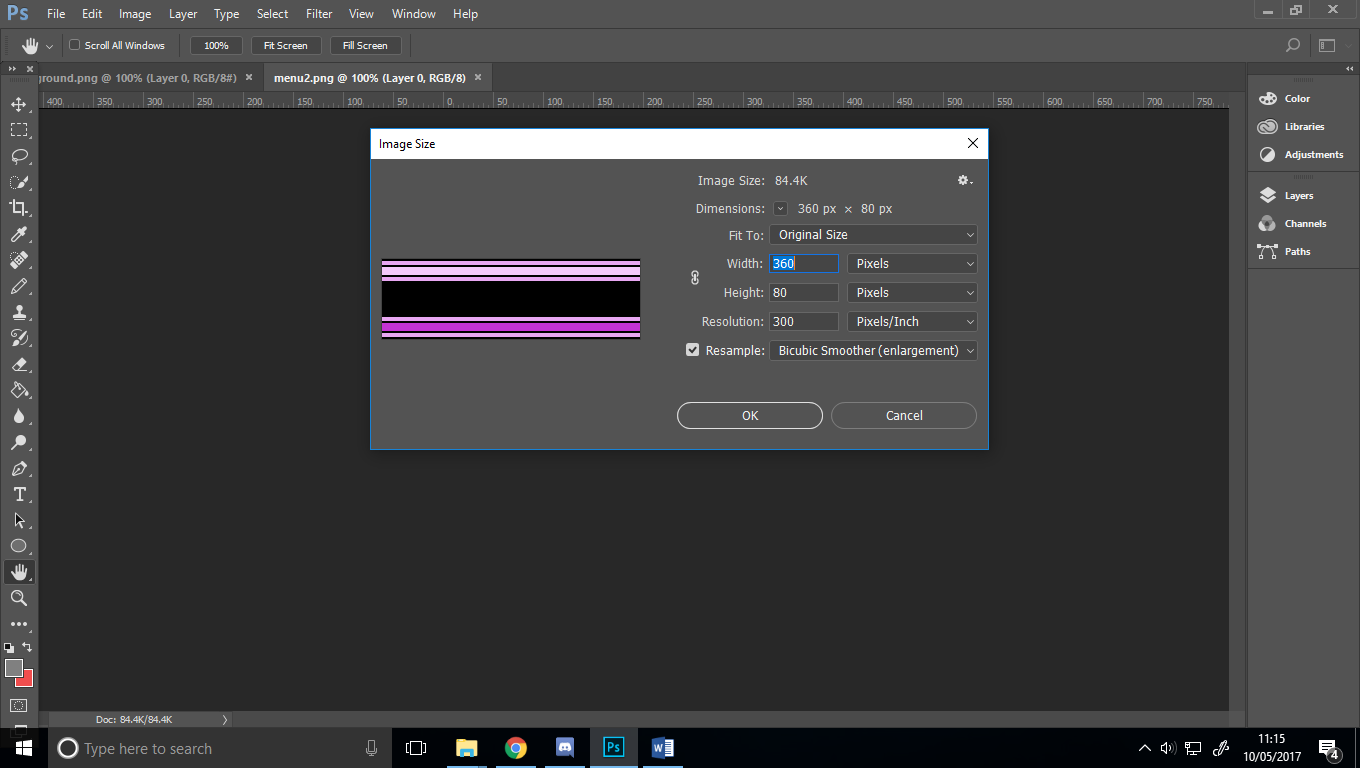 Ps File Edit Image Layer Type Select Filter View Window Help
Scroll All Windows 100% Fit Screen Fill Screen
ground.png @ 100% (Layer 0, RGB/8#) × menu2.png @ 100% (Layer 0, RGB/8) ×
400 350 300 250 200 150 100 50 0 50 100 150 200 250 300 350 400 450 500 550 600 650 700 750
Color
Libraries
Adjustments
Layers
Channels
Paths
Image Size
Image Size: 84.4K
Dimensions: 360 px × 80 px
Fit To: Original Size
Width: 360 Pixels
Height: 80 Pixels
Resolution: 300 Pixels/Inch
Resample: Bicubic Smoother (enlargement)
OK Cancel
T
Doc: 84.4K/84.4K
Type here to search
Ps
W
11:15
10/05/2017
4